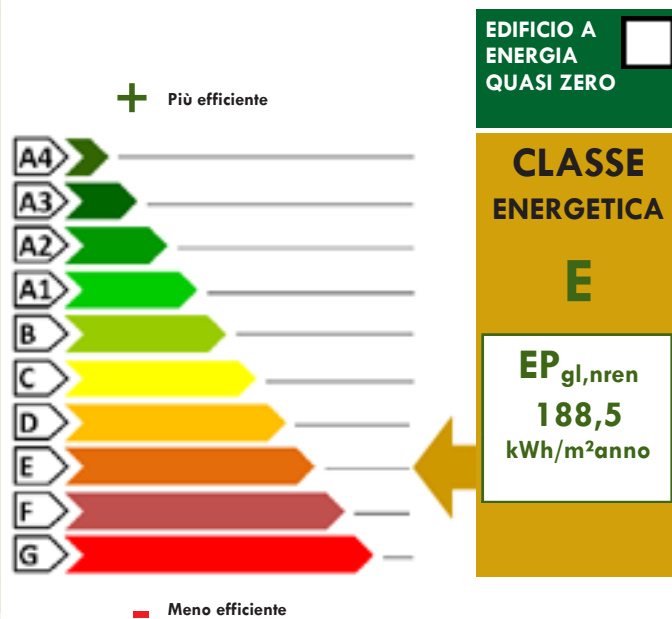 EDIFICIO A
ENERGIA
QUASI ZERO
+ Più efficiente
CLASSE
ENERGETICA
E
EPgl,nren
188,5
kWh/m²anno
A4
A3
A2
A1
B
C
D
E
F
G
- Meno efficiente